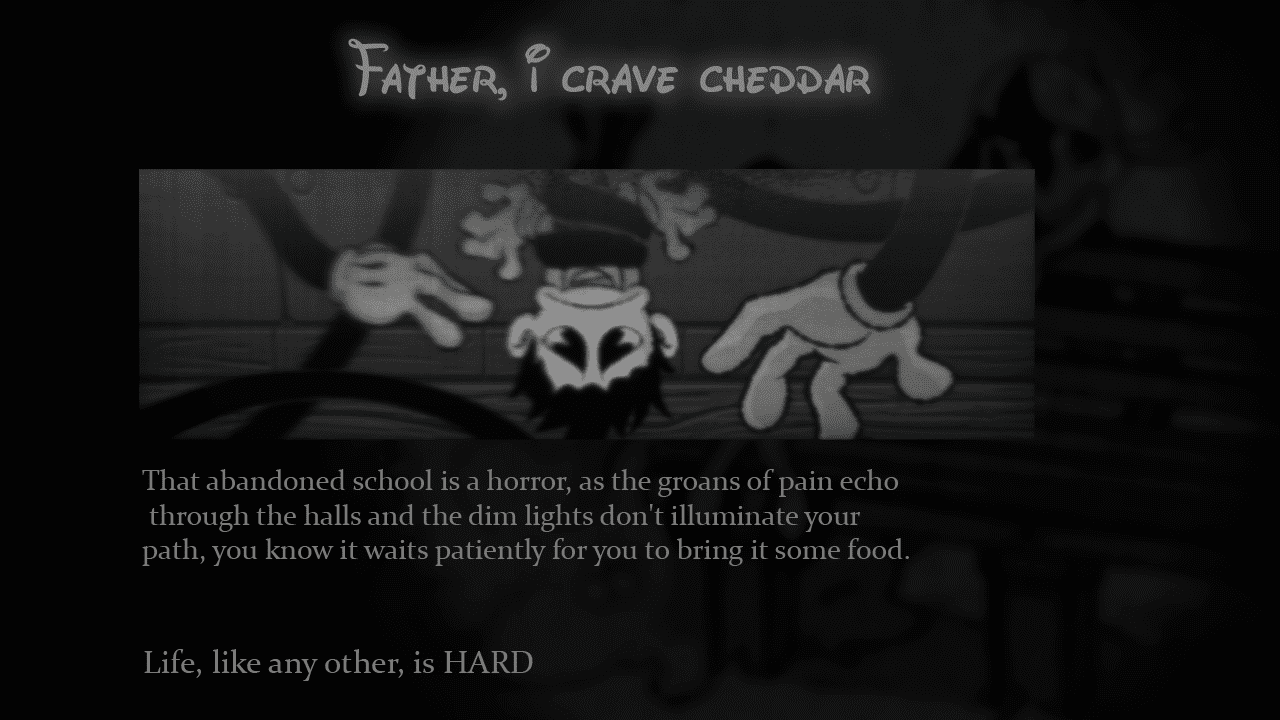 Father, i crave cheddar
That abandoned school is a horror, as the groans of pain echo
through the halls and the dim lights don't illuminate your
path, you know it waits patiently for you to bring it some food.
Life, like any other, is HARD